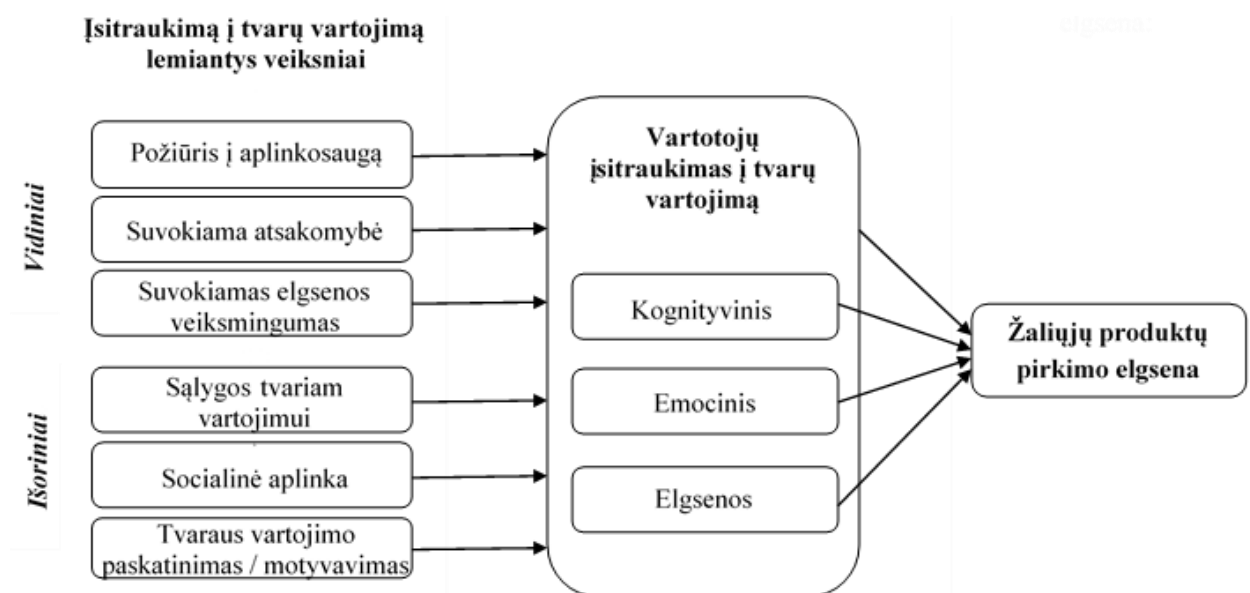 Įsitraukimą į tvarų vartojimą
lemiantys veiksniai
Vidiniai
Požiūris į aplinkosaugą
Suvokiama atsakomybė
Suvokiamas elgsenos
veiksmingumas
Išoriniai
Sąlygos tvariam
vartojimui
Socialinė aplinka
Tvaraus vartojimo
paskatinimas / motyvavimas
Vartotojų
įsitraukimas į tvarų
vartojimą
Kognityvinis
Emocinis
Elgsenos
Žaliųjų produktų
pirkimo elgsena